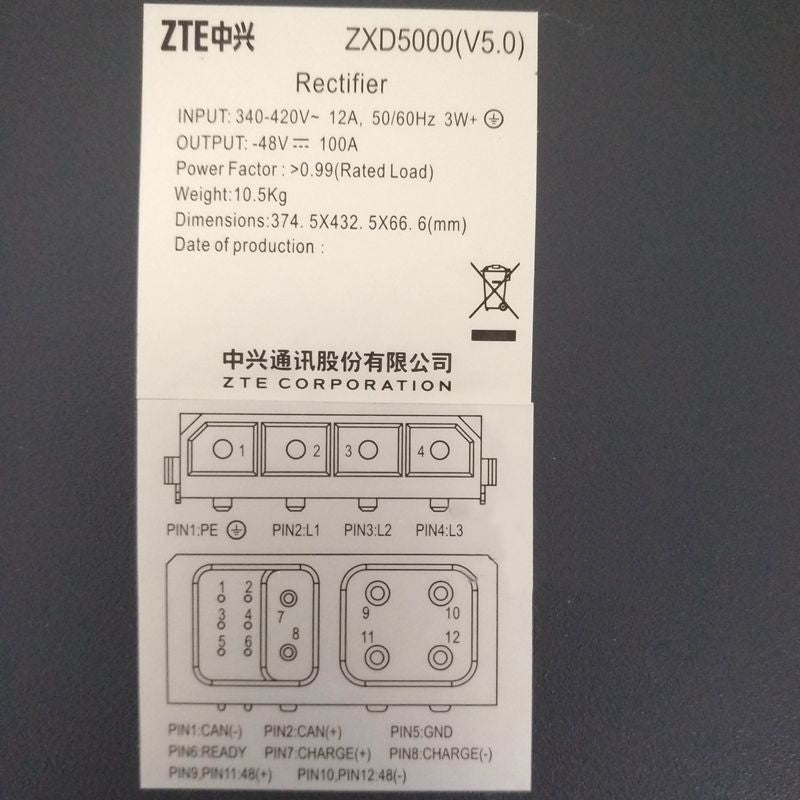 ZTE中兴 ZXD5000(V5.0)
Rectifier
INPUT: 340-420V~ 12A, 50/60Hz 3W+
OUTPUT: -48V⎓ 100A
Power Factor : >0.99(Rated Load)
Weight:10.5Kg
Dimensions:374. 5X432. 5X66. 6(mm)
Date of production :
中兴通讯股份有限公司
ZTE CORPORATION
1 2 3 4
PIN1:PE PIN2:L1 PIN3:L2 PIN4:L3
1 2
3 4 7 9 10
5 6 8 11 12
PIN1:CAN(-) PIN2:CAN(+) PIN5:GND
PIN6:READY PIN7:CHARGE(+) PIN8:CHARGE(-)
PIN9,PIN11:48(+) PIN10,PIN12:48(-)